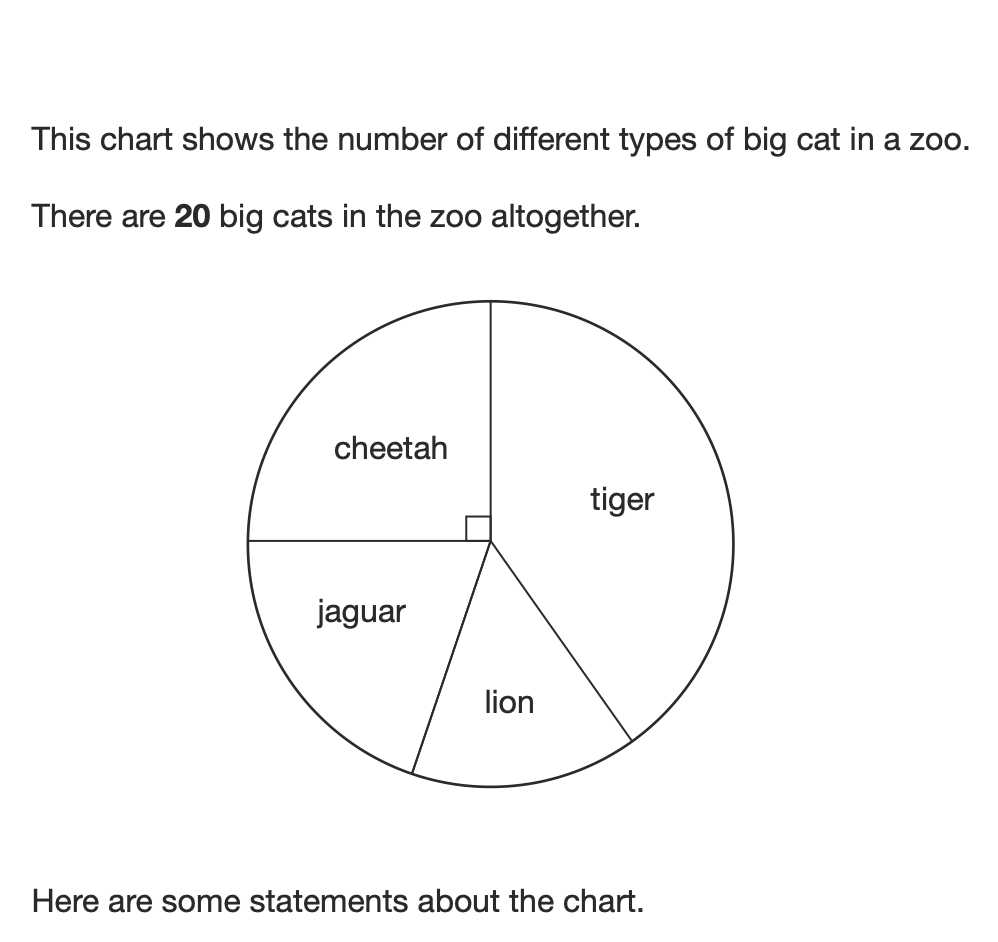 This chart shows the number of different types of big cat in a zoo.
There are 20 big cats in the zoo altogether.
cheetah
tiger
jaguar
lion
Here are some statements about the chart.